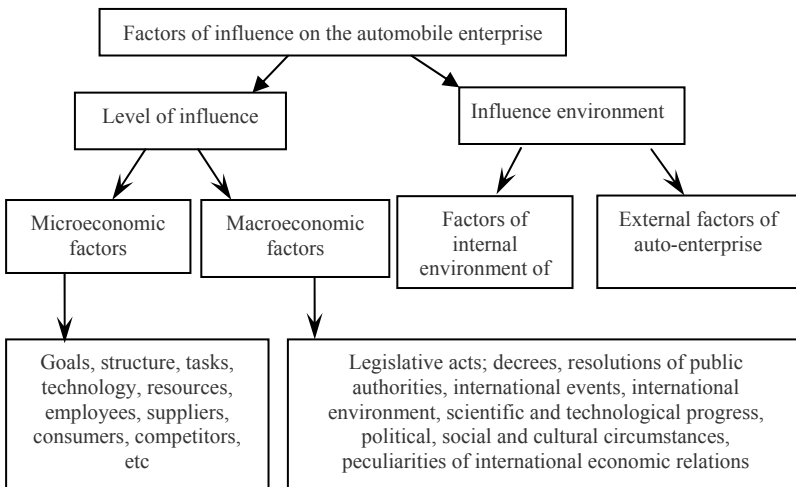 Factors of influence on the automobile enterprise
Level of influence
Influence environment
Microeconomic
factors
Macroeconomic
factors
Factors of
internal
environment of
External factors of
auto-enterprise
Goals, structure, tasks,
technology, resources,
employees, suppliers,
consumers, competitors,
etc
Legislative acts; decrees, resolutions of public
authorities, international events, international
environment, scientific and technological progress,
political, social and cultural circumstances,
peculiarities of international economic relations